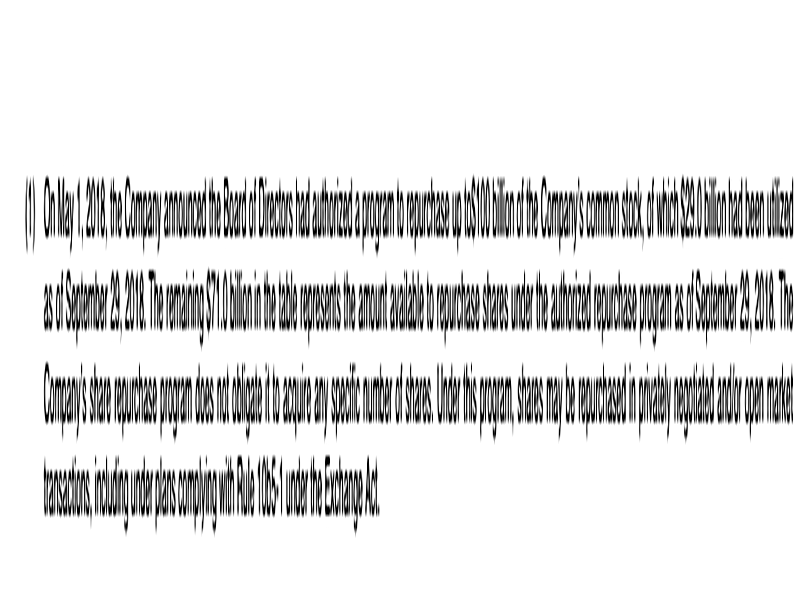 (1) On May 1, 2018, the Company announced the Board of Directors had authorized a program to repurchase up to$100 billion of the Company's common stock, of which $29.0 billion had been utilized
as of September 29, 2018. The remaining $71.0 billion in the table represents the amount available to repurchase shares under the authorized repurchase program as of September 29, 2018. The
Company's share repurchase program does not obligate it to acquire any specific number of shares. Under this program, shares may be repurchased in privately negotiated and/or open market
transactions, including under plans complying with Rule 10b5-1 under the Exchange Act.